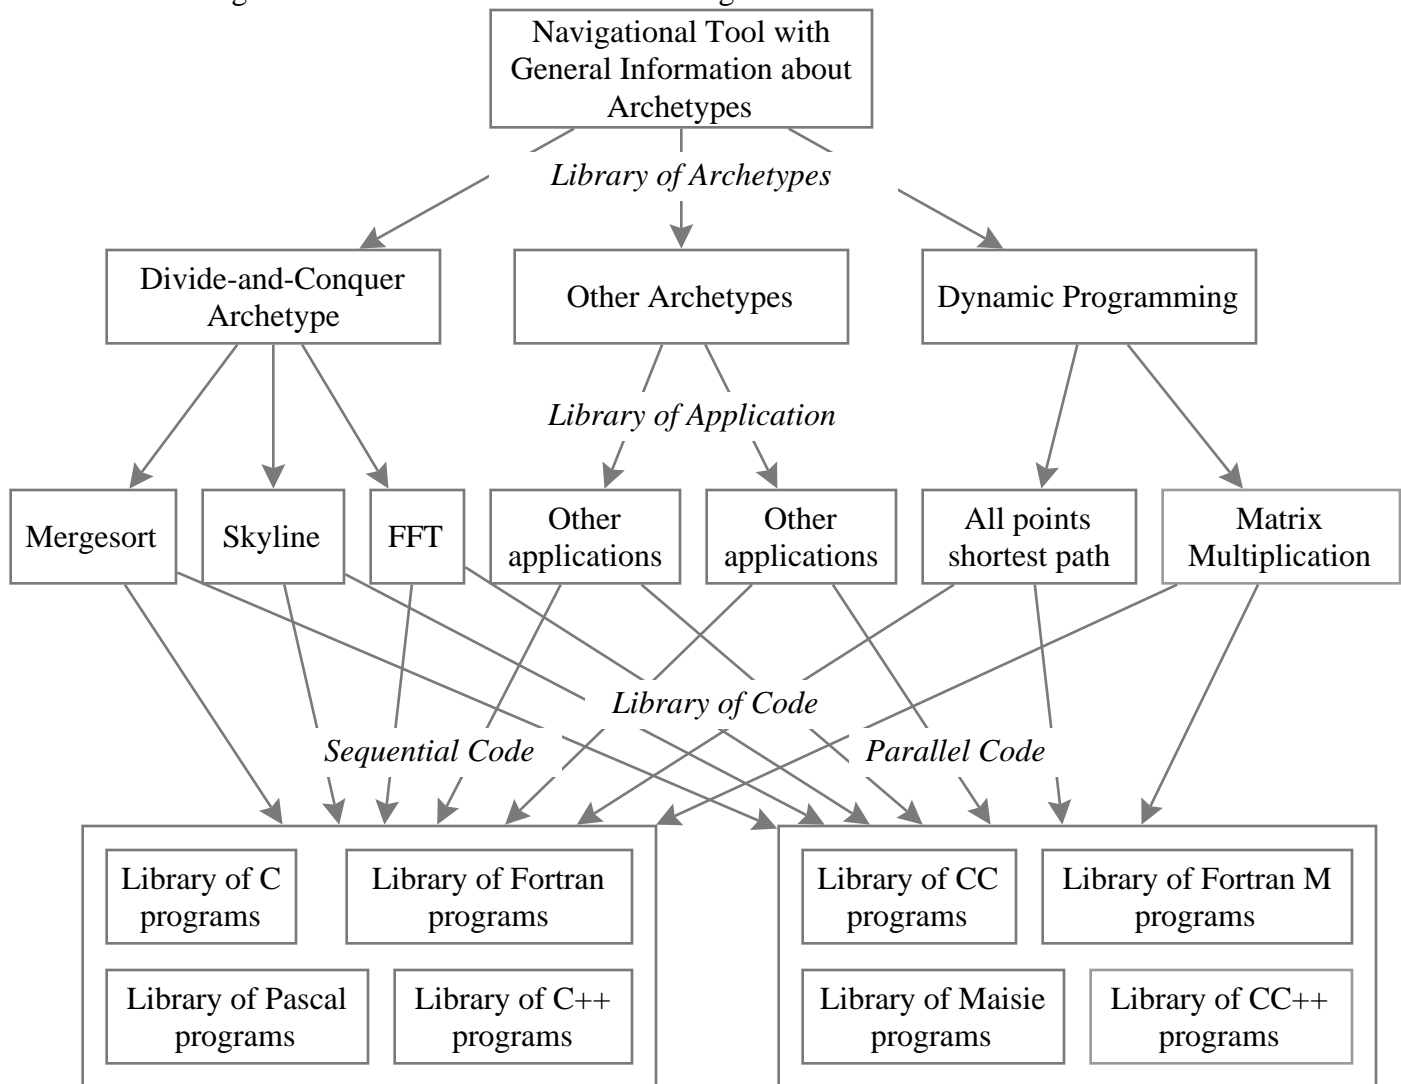 Navigational Tool with
General Information about
Archetypes
Library of Archetypes
Divide-and-Conquer
Archetype
Other Archetypes
Dynamic Programming
Library of Application
Mergesort
Skyline
FFT
Other
applications
Other
applications
All points
shortest path
Matrix
Multiplication
Library of Code
Sequential Code
Parallel Code
Library of C
programs
Library of Fortran
programs
Library of CC
programs
Library of Fortran M
programs
Library of Pascal
programs
Library of C++
programs
Library of Maisie
programs
Library of CC++
programs